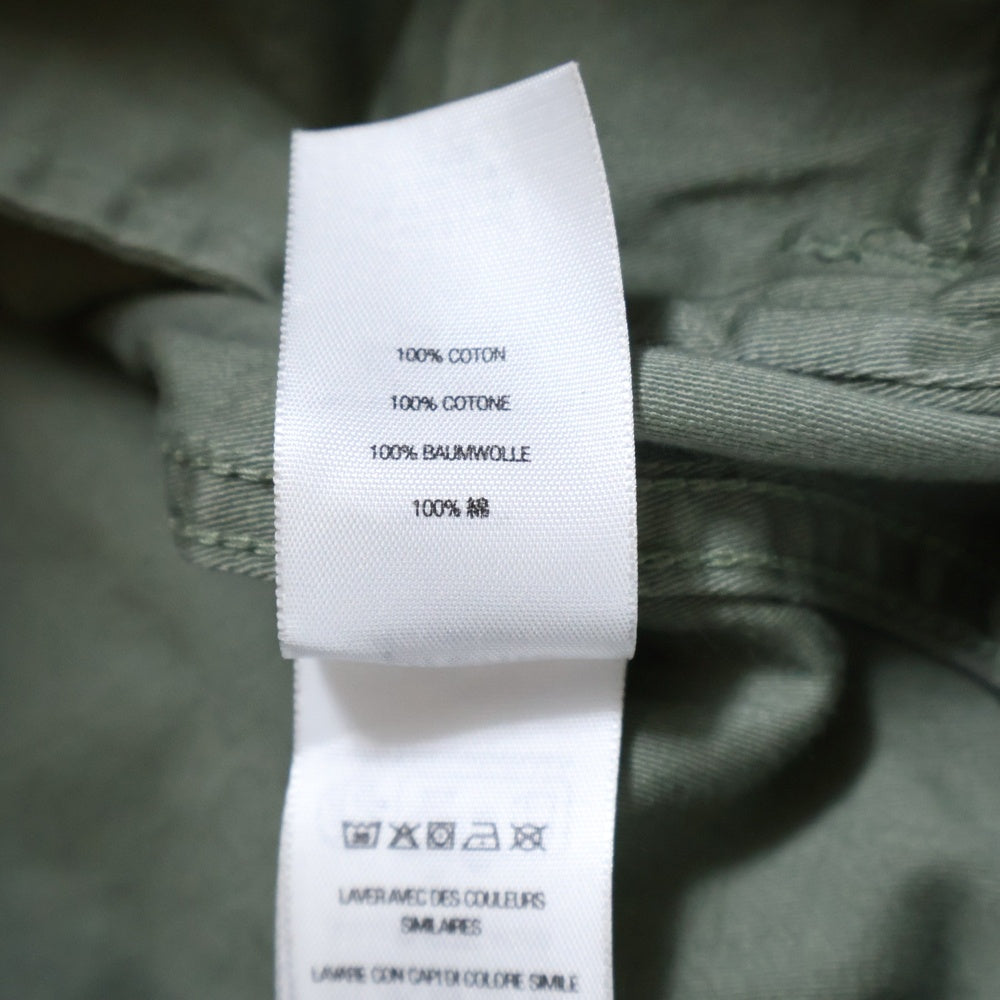 100% COTON
100% COTONE
100% BAUMWOLLE
100% 綿
LAVER AVEC DES COULEURS
SIMILAIRES
LAVARE CON CAPI DI COLORE SIMILE